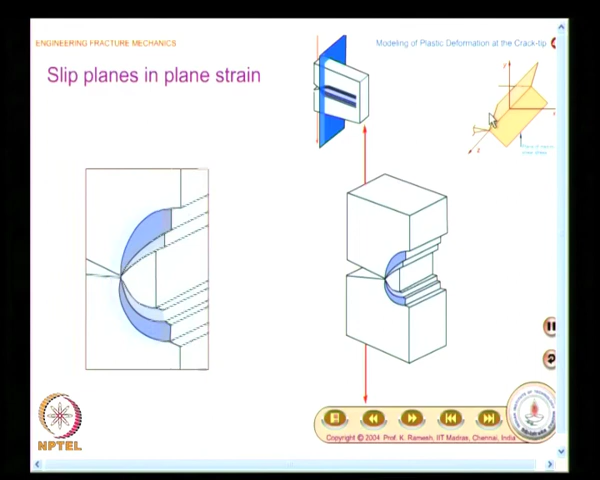 ENGINEERING FRACTURE MECHANICS
Modeling of Plastic Deformation at the Crack-tip
Slip planes in plane strain
y
x
z
NPTEL
Copyright © 2004 Prof. K. Ramesh, IIT Madras, Chennai, India